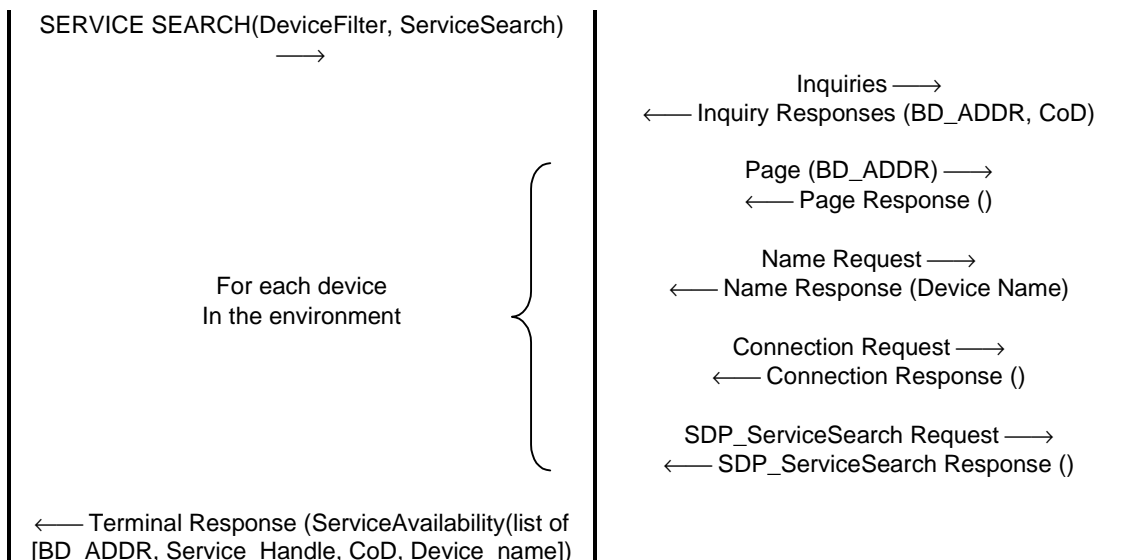 SERVICE SEARCH(DeviceFilter, ServiceSearch)
⟶
Inquiries ⟶
⟵ Inquiry Responses (BD_ADDR, CoD)
Page (BD_ADDR) ⟶
⟵ Page Response ()
Name Request ⟶
⟵ Name Response (Device Name)
For each device
In the environment
Connection Request ⟶
⟵ Connection Response ()
SDP_ServiceSearch Request ⟶
⟵ SDP_ServiceSearch Response ()
⟵ Terminal Response (ServiceAvailability(list of
[BD_ADDR, Service_Handle, CoD, Device_name])